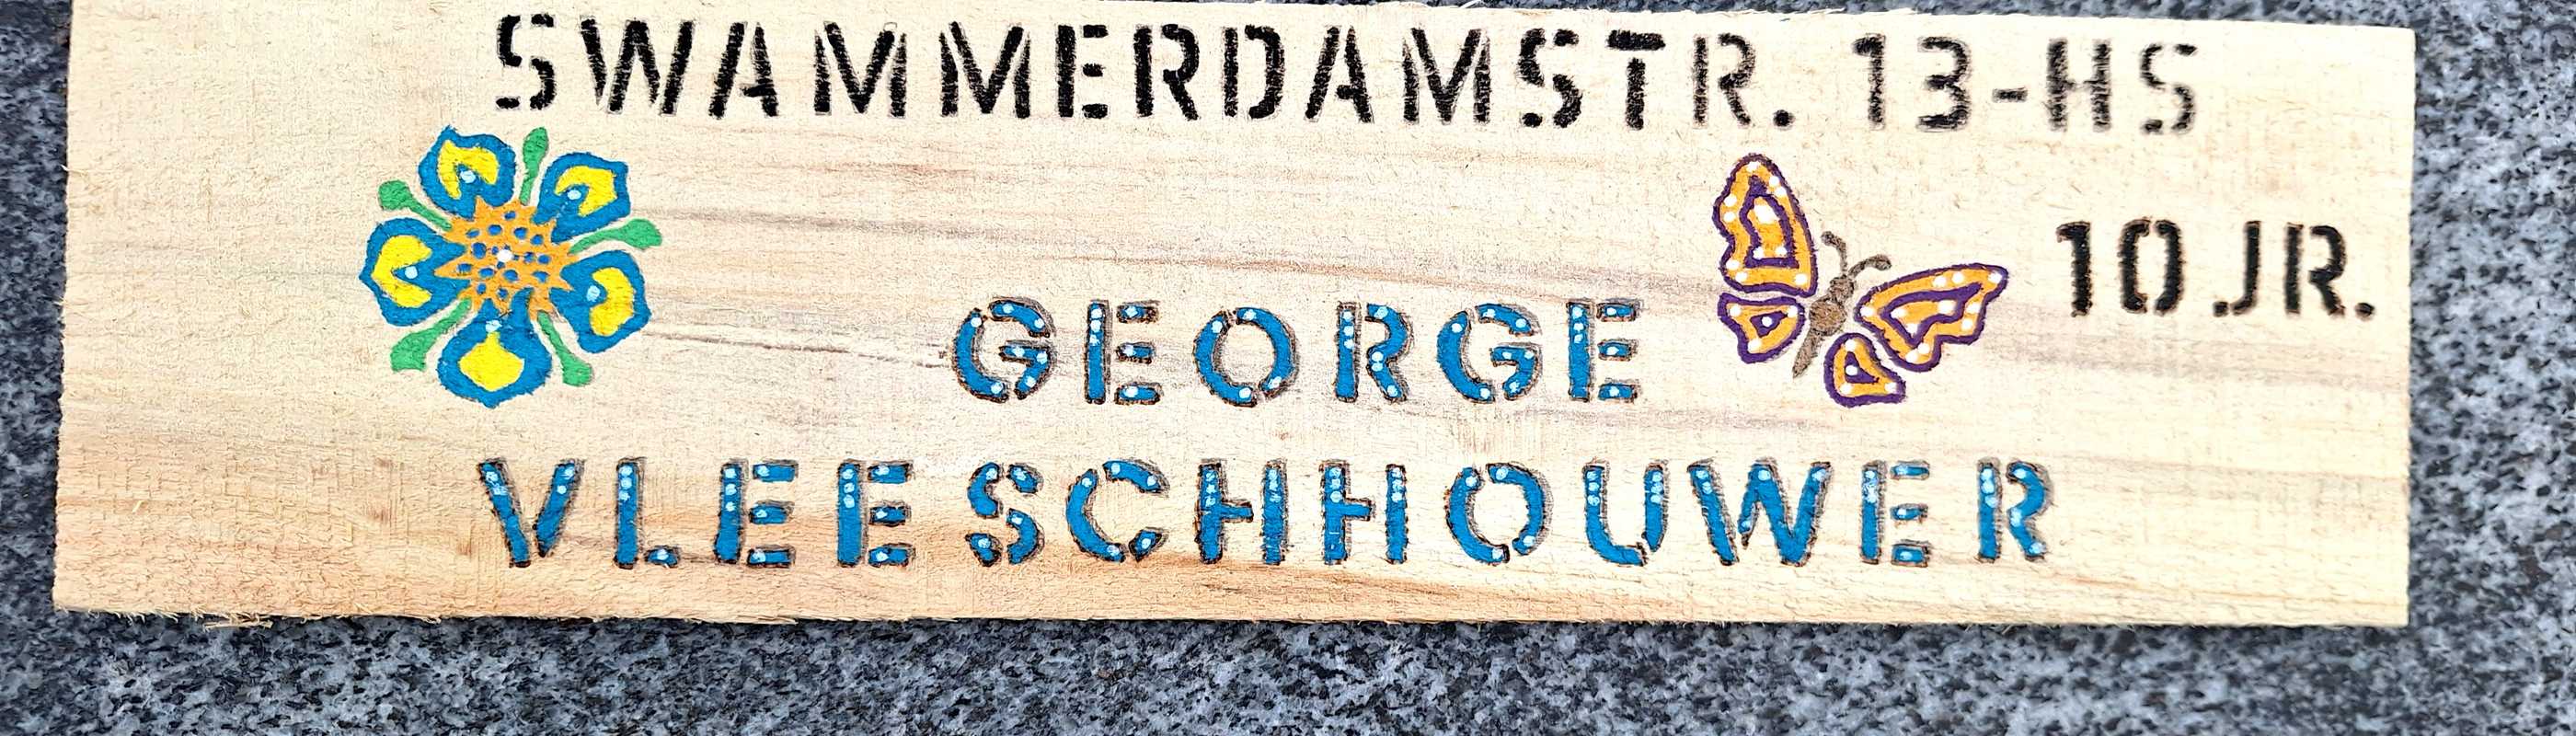 SWAMMERDAMSTR. 13-HS
10 JR.
GEORGE
VLEESCHHOUWER